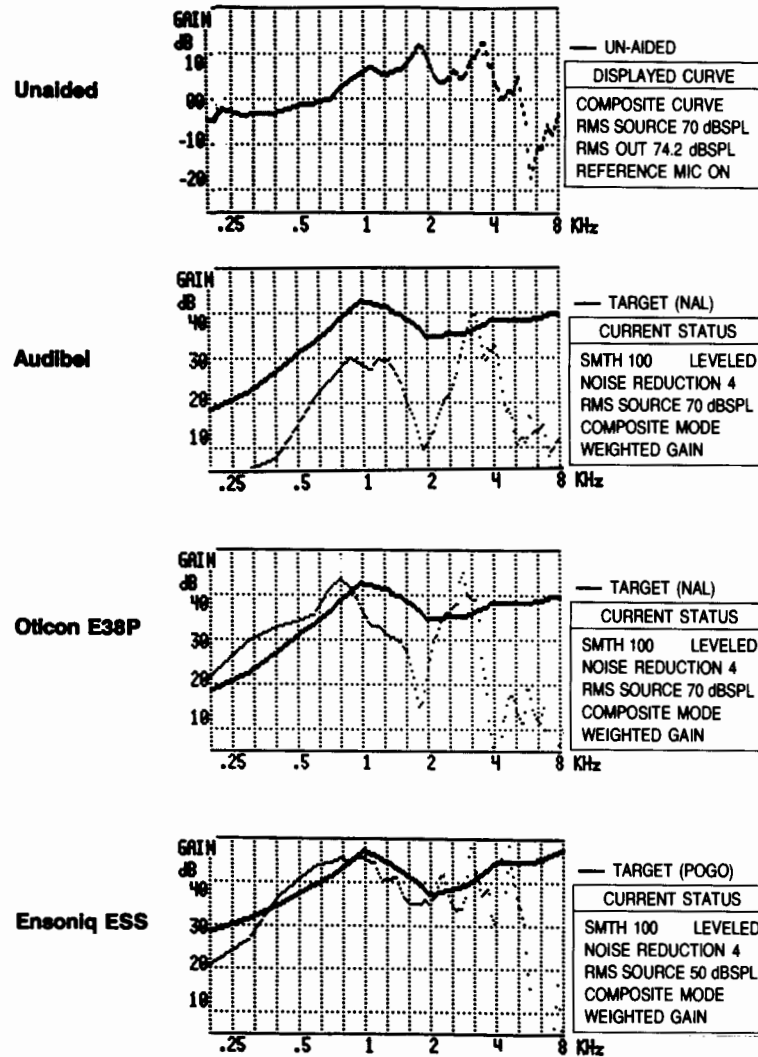 GAIN
dB
10
00
-10
-20
.25 .5 1 2 4 8 KHz
Unaided
UN-AIDED
DISPLAYED CURVE
COMPOSITE CURVE
RMS SOURCE 70 dBSPL
RMS OUT 74.2 dBSPL
REFERENCE MIC ON
GAIN
dB
40
30
20
10
.25 .5 1 2 4 8 KHz
Audibel
TARGET (NAL)
CURRENT STATUS
SMTH 100 LEVELED
NOISE REDUCTION 4
RMS SOURCE 70 dBSPL
COMPOSITE MODE
WEIGHTED GAIN
GAIN
dB
40
30
20
10
.25 .5 1 2 4 8 KHz
Oticon E38P
TARGET (NAL)
CURRENT STATUS
SMTH 100 LEVELED
NOISE REDUCTION 4
RMS SOURCE 70 dBSPL
COMPOSITE MODE
WEIGHTED GAIN
GAIN
dB
40
30
20
10
.25 .5 1 2 4 8 KHz
Ensoniq ESS
TARGET (POGO)
CURRENT STATUS
SMTH 100 LEVELED
NOISE REDUCTION 4
RMS SOURCE 50 dBSPL
COMPOSITE MODE
WEIGHTED GAIN